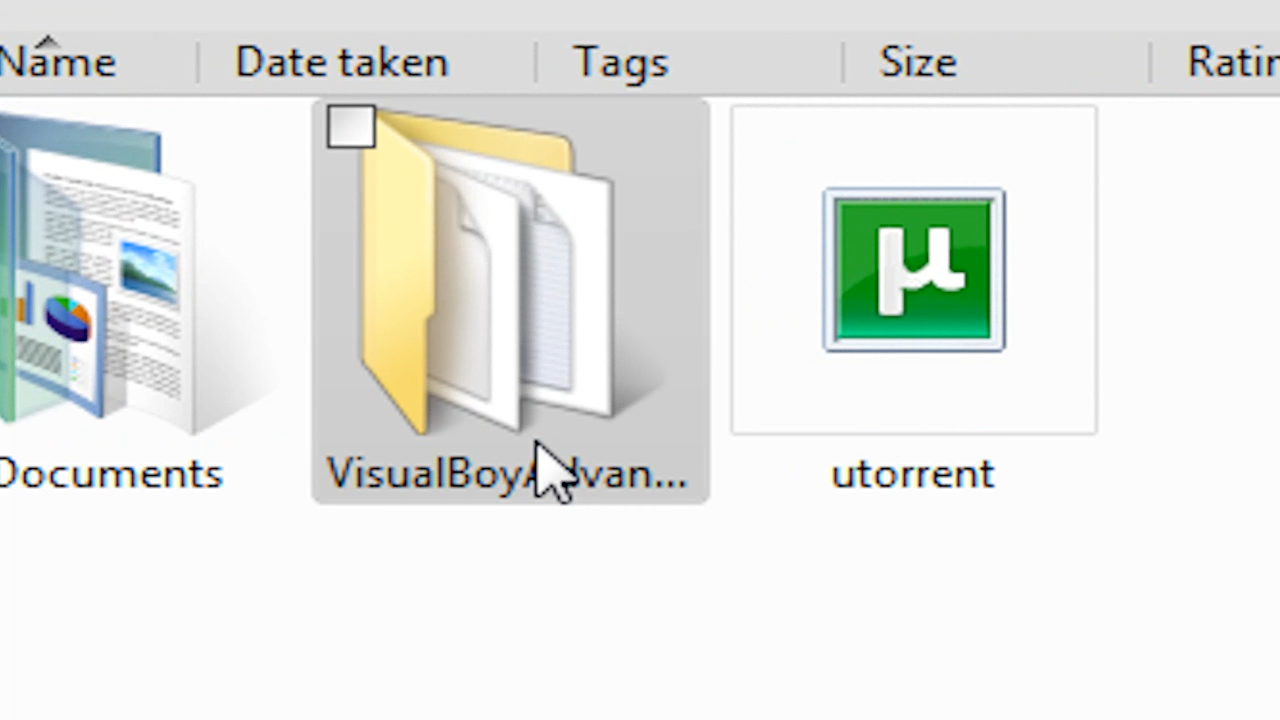 Name Date taken Tags Size Ratin
Documents VisualBoyAdvan... utorrent
µ